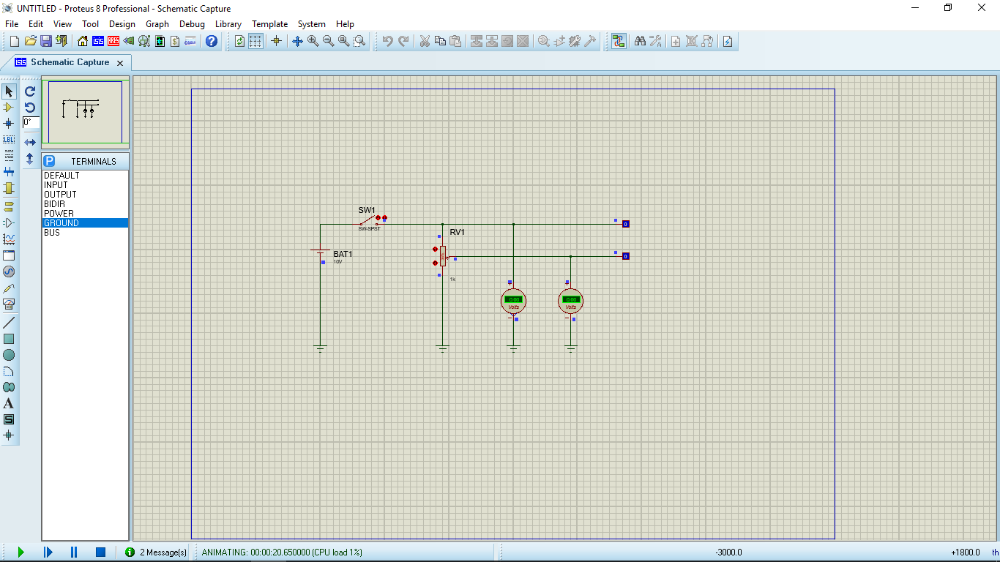 UNTITLED - Proteus 8 Professional - Schematic Capture
File Edit View Tool Design Graph Debug Library Template System Help
Schematic Capture
0°
LBL
TERMINALS
DEFAULT
INPUT
OUTPUT
BIDIR
POWER
GROUND
BUS
A
S
SW1
SW-SPST
RV1
BAT1
10V
1k
0
0
0.00
Volts
0.00
Volts
2 Message(s)
ANIMATING: 00:00:20.650000 (CPU load 1%)
-3000.0
+1800.0
th